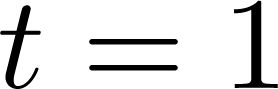 t = 1